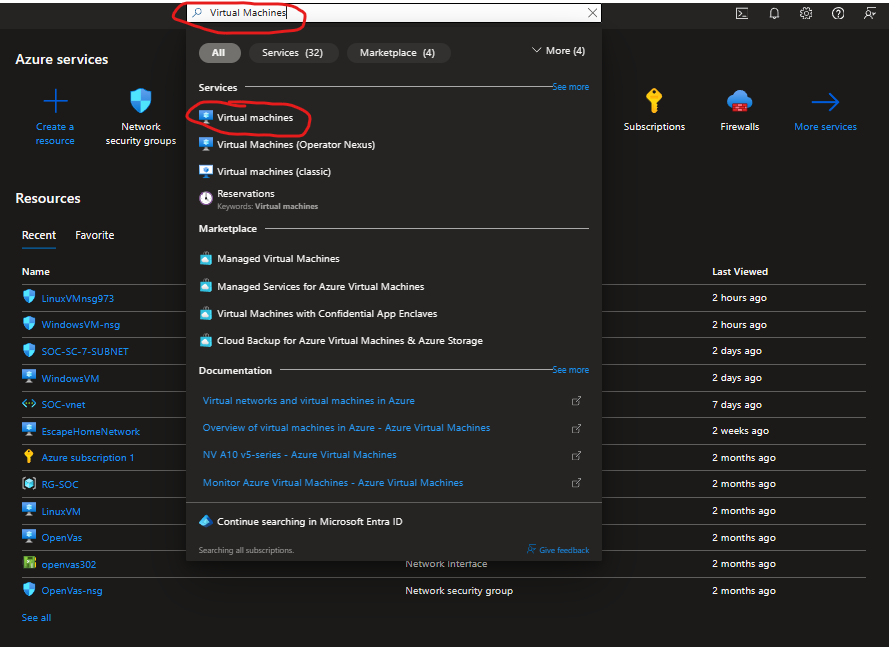 Virtual Machines
All
Services (32)
Marketplace (4)
More (4)
Azure services
Create a
resource
Network
security groups
Subscriptions
Firewalls
More services
Services
See more
Virtual machines
Virtual Machines (Operator Nexus)
Virtual machines (classic)
Reservations
Keywords: Virtual machines
Marketplace
Managed Virtual Machines
Managed Services for Azure Virtual Machines
Virtual Machines with Confidential App Enclaves
Cloud Backup for Azure Virtual Machines & Azure Storage
Documentation
See more
Virtual networks and virtual machines in Azure
Overview of virtual machines in Azure - Azure Virtual Machines
NV A10 v5-series - Azure Virtual Machines
Monitor Azure Virtual Machines - Azure Virtual Machines
Continue searching in Microsoft Entra ID
Searching all subscriptions.
Give feedback
Resources
Recent
Favorite
Name
Last Viewed
LinuxVMnsg973
2 hours ago
WindowsVM-nsg
2 hours ago
SOC-SC-7-SUBNET
2 days ago
WindowsVM
2 days ago
SOC-vnet
7 days ago
EscapeHomeNetwork
2 weeks ago
Azure subscription 1
2 months ago
RG-SOC
2 months ago
LinuxVM
2 months ago
OpenVas
2 months ago
openvas302
Network Interface
2 months ago
OpenVas-nsg
Network security group
2 months ago
See all